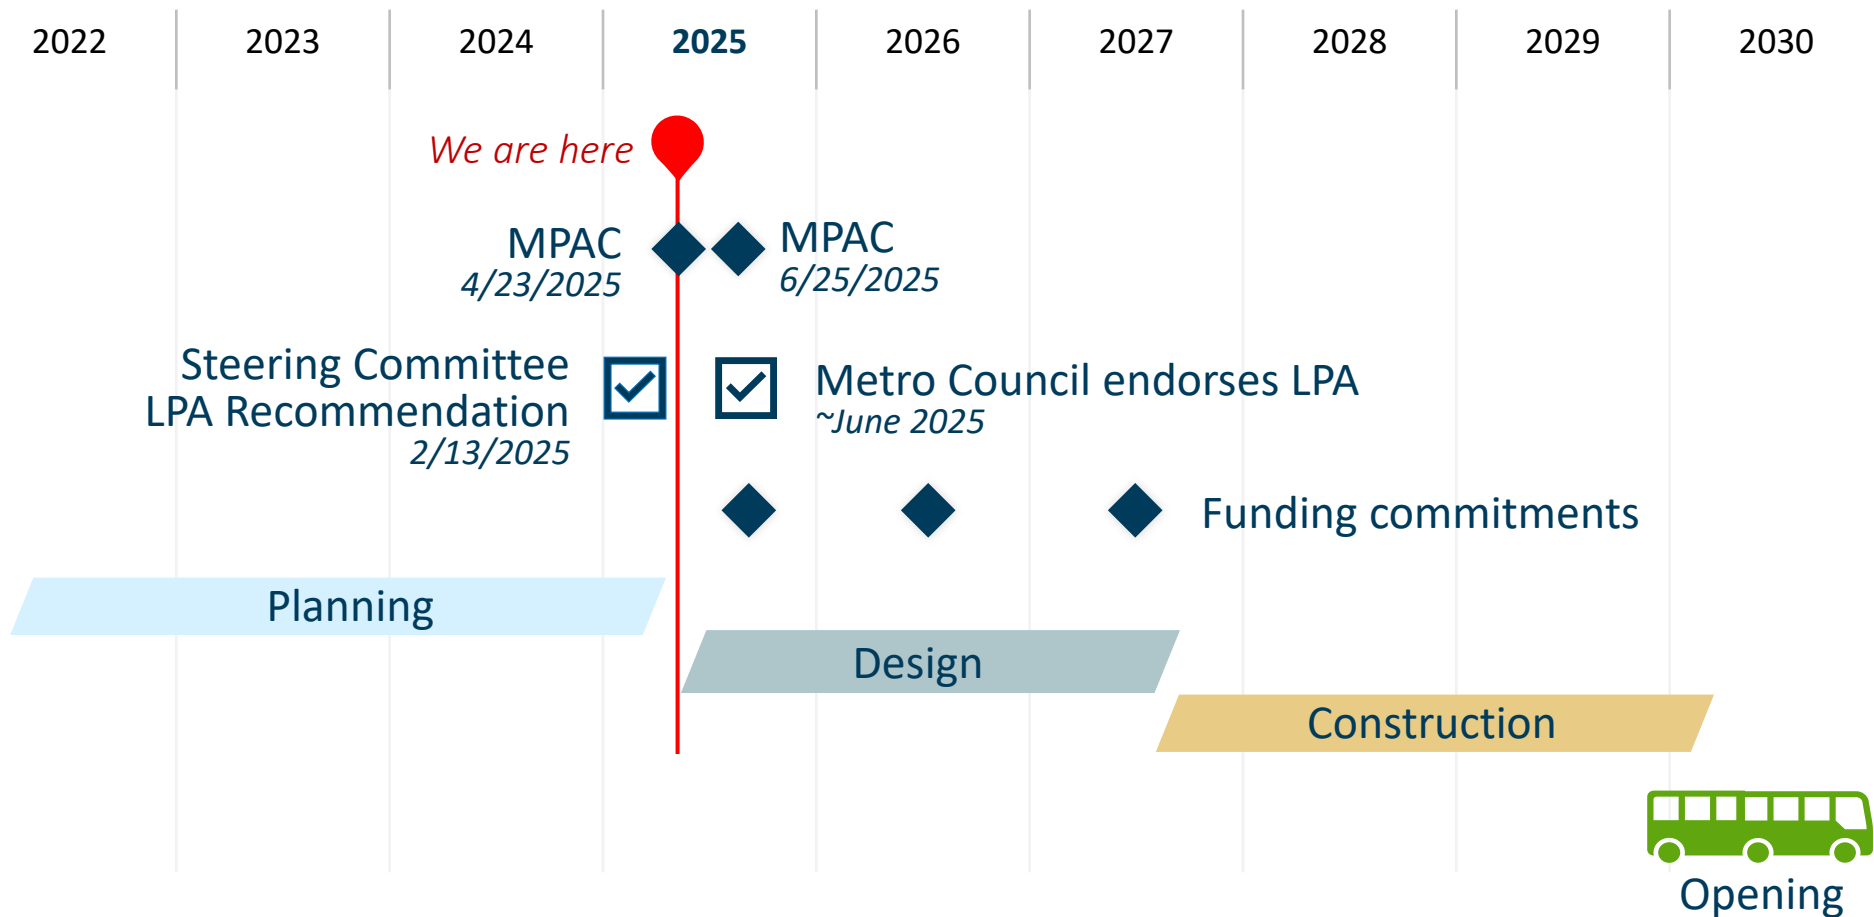 2022 2023 2024 2025 2026 2027 2028 2029 2030
We are here
MPAC
4/23/2025
MPAC
6/25/2025
Steering Committee
LPA Recommendation
2/13/2025
Metro Council endorses LPA
~June 2025
Funding commitments
Planning
Design
Construction
Opening